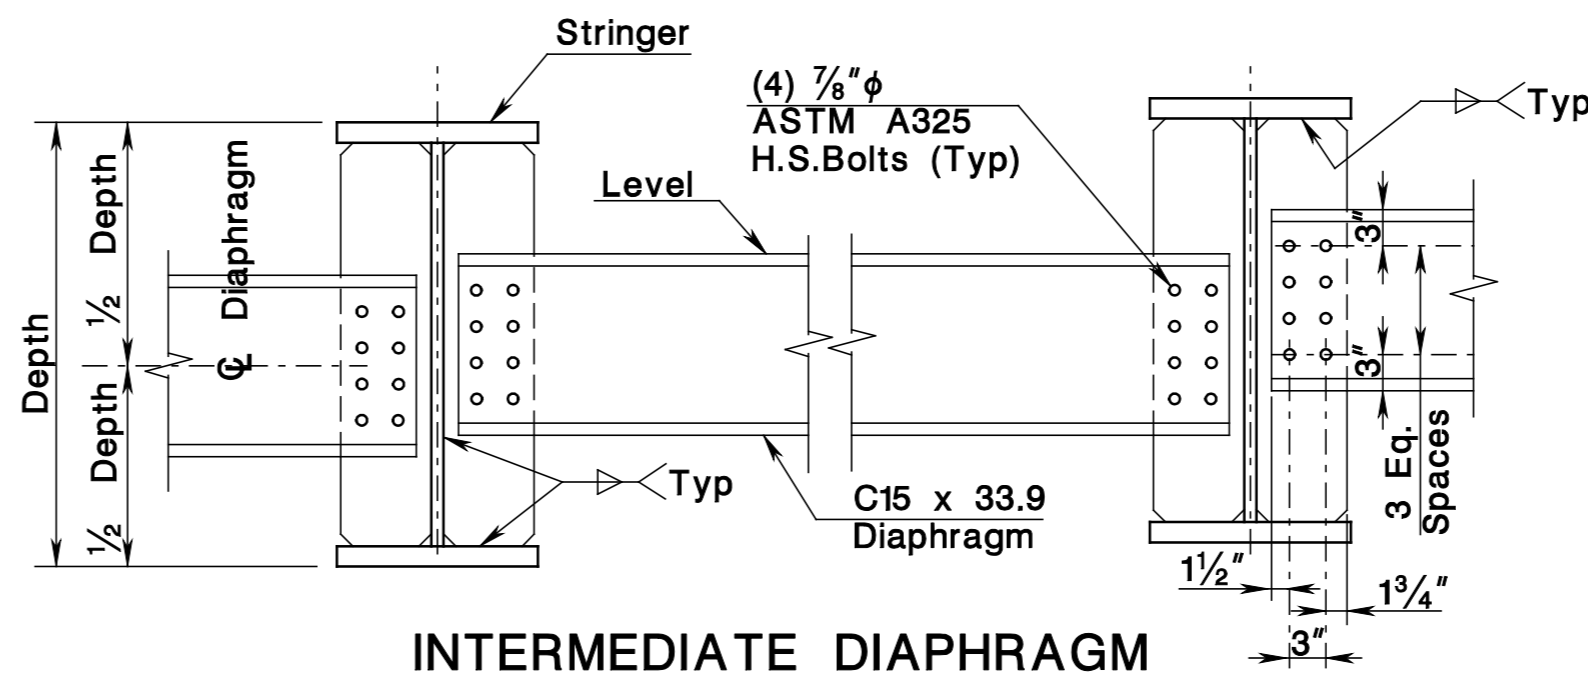 Stringer
(4) ⅞"ϕ
ASTM A325
H.S.Bolts (Typ)
Typ
Level
Depth
½ Depth
½ Depth
℄ Diaphragm
3"
3"
3 Eq.
Spaces
Typ
C15 x 33.9
Diaphragm
1½"
1¾"
3"
INTERMEDIATE DIAPHRAGM